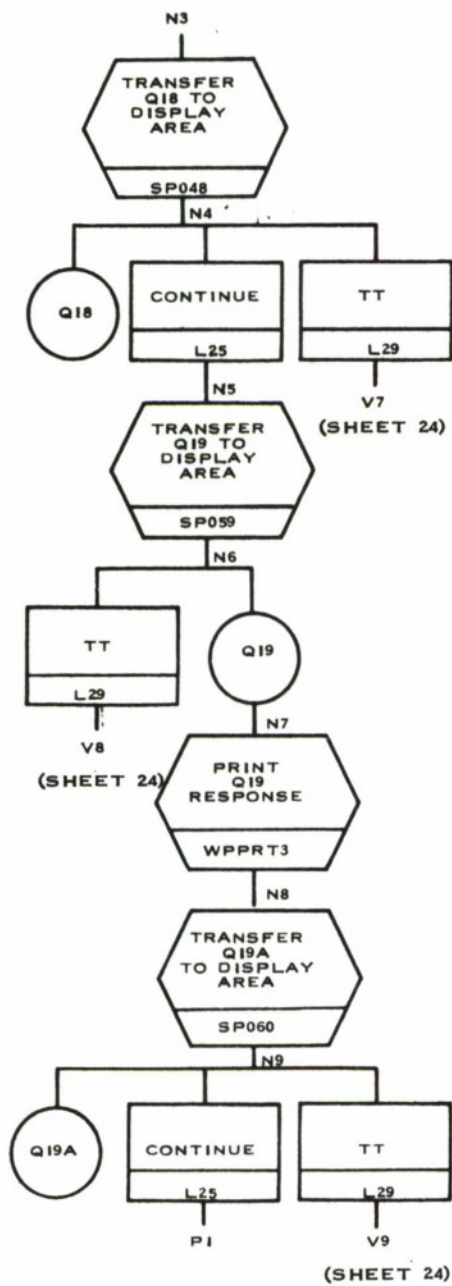 N3
TRANSFER
Q18 TO
DISPLAY
AREA
SP048
N4
Q18
CONTINUE
L25
TT
L29
N5
V7
(SHEET 24)
TRANSFER
Q19 TO
DISPLAY
AREA
SP059
N6
TT
L29
Q19
V8
(SHEET 24)
N7
PRINT
Q19
RESPONSE
WPPRT3
N8
TRANSFER
Q19A
TO DISPLAY
AREA
SP060
N9
Q19A
CONTINUE
L25
TT
L29
P1
V9
(SHEET 24)